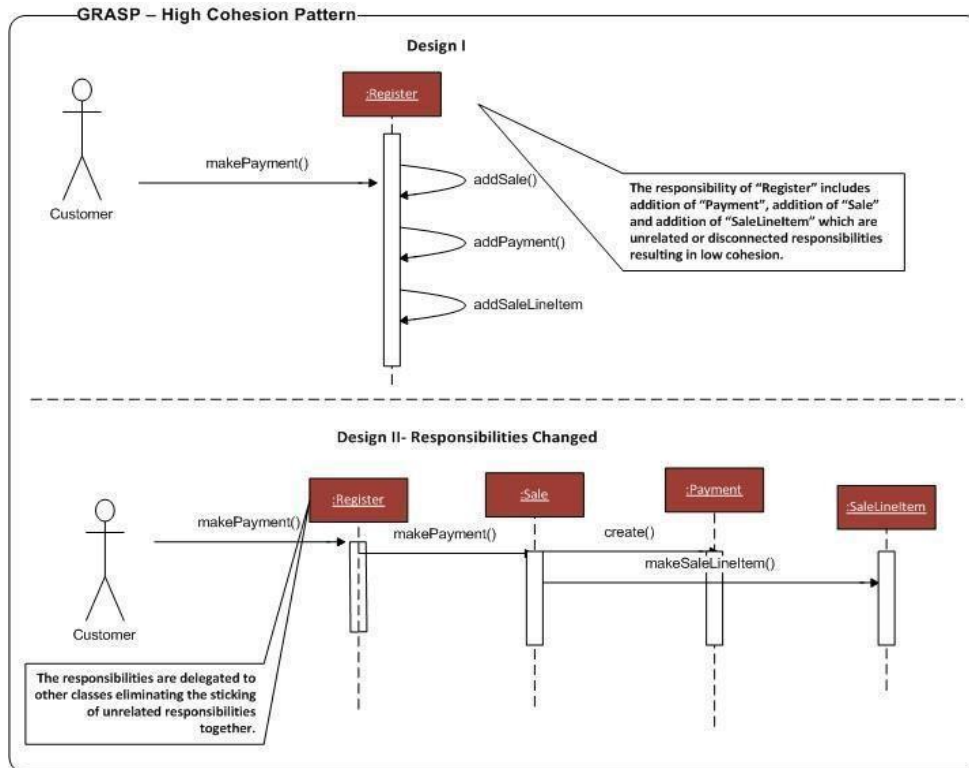 GRASP – High Cohesion Pattern
Design I
:Register
makePayment()
Customer
addSale()
addPayment()
addSaleLineItem
The responsibility of “Register” includes
addition of “Payment”, addition of “Sale”
and addition of “SaleLineItem” which are
unrelated or disconnected responsibilities
resulting in low cohesion.
Design II- Responsibilities Changed
:Register
:Sale
:Payment
:SaleLineItem
makePayment()
makePayment()
create()
makeSaleLineItem()
Customer
The responsibilities are delegated to
other classes eliminating the sticking
of unrelated responsibilities
together.